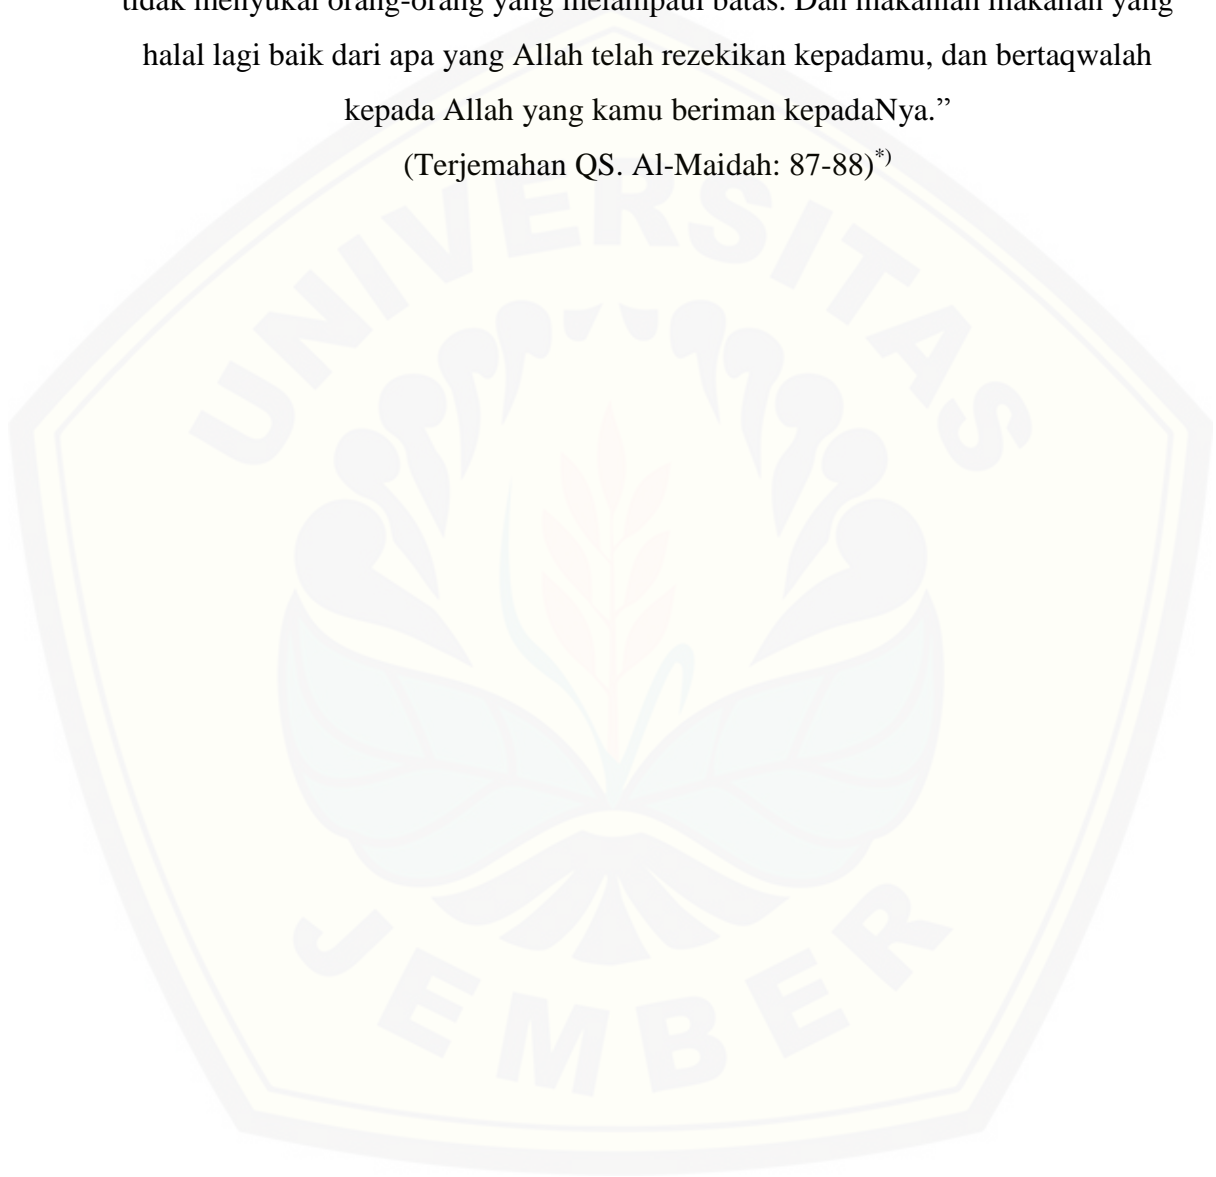 tidak menyukai orang-orang yang melampaui batas. Dan makanlah makanan yang
halal lagi baik dari apa yang Allah telah rezekikan kepadamu, dan bertaqwalah
kepada Allah yang kamu beriman kepadaNya.”
(Terjemahan QS. Al-Maidah: 87-88)*)
UNIVERSITAS
JEMBER